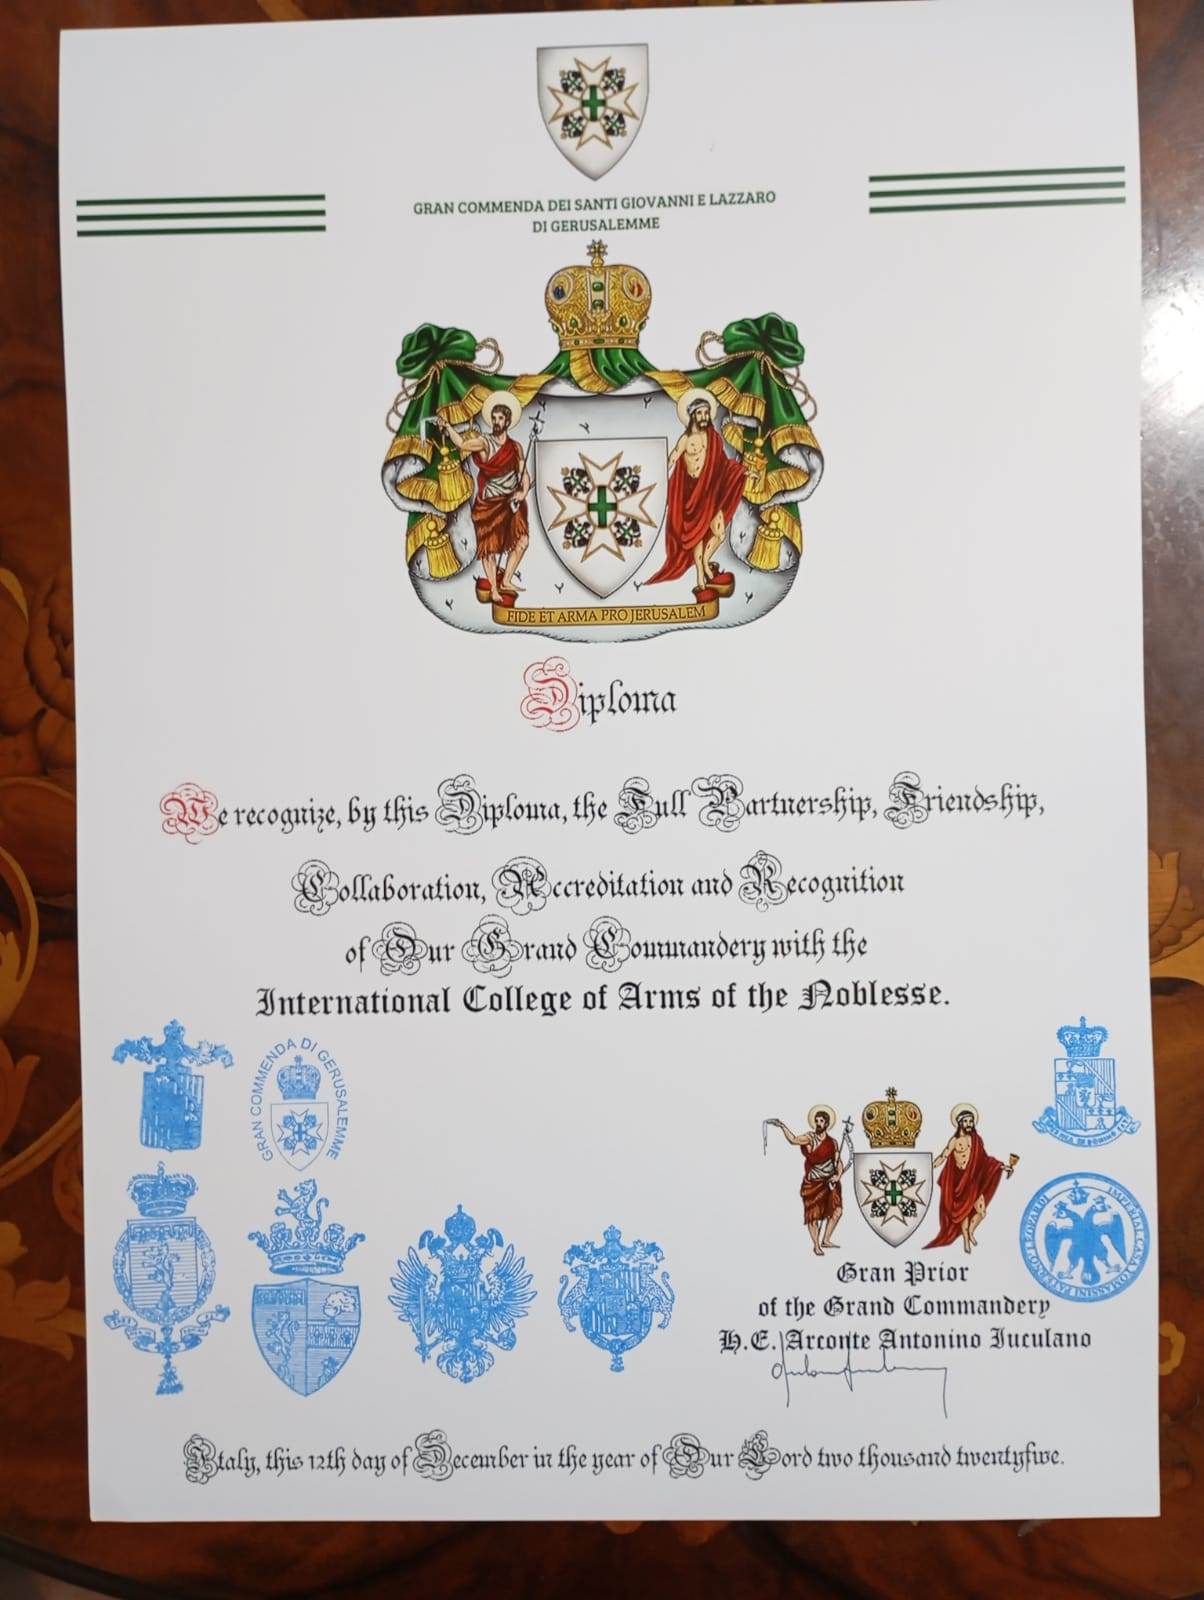 GRAN COMMENDA DEI SANTI GIOVANNI E LAZZARO
DI GERUSALEMME
FIDE ET ARMA PRO JERUSALEM
Diploma
We recognize, by this Diploma, the Full Partnership, Friendship,
Collaboration, Accreditation and Recognition
of Our Grand Commandery with the
International College of Arms of the Noblesse.
GRAN COMMENDA DI GERUSALEMME
Gran Prior
of the Grand Commandery
H.E. Arconte Antonino Iuculano
Italy, this 12th day of December in the year of Our Lord two thousand twentyfive.